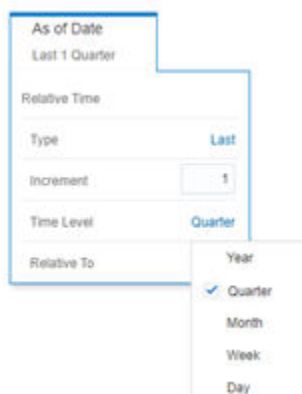 As of Date
Last 1 Quarter
Relative Time
Type Last
Increment 1
Time Level Quarter
Relative To
Year
Quarter
Month
Week
Day